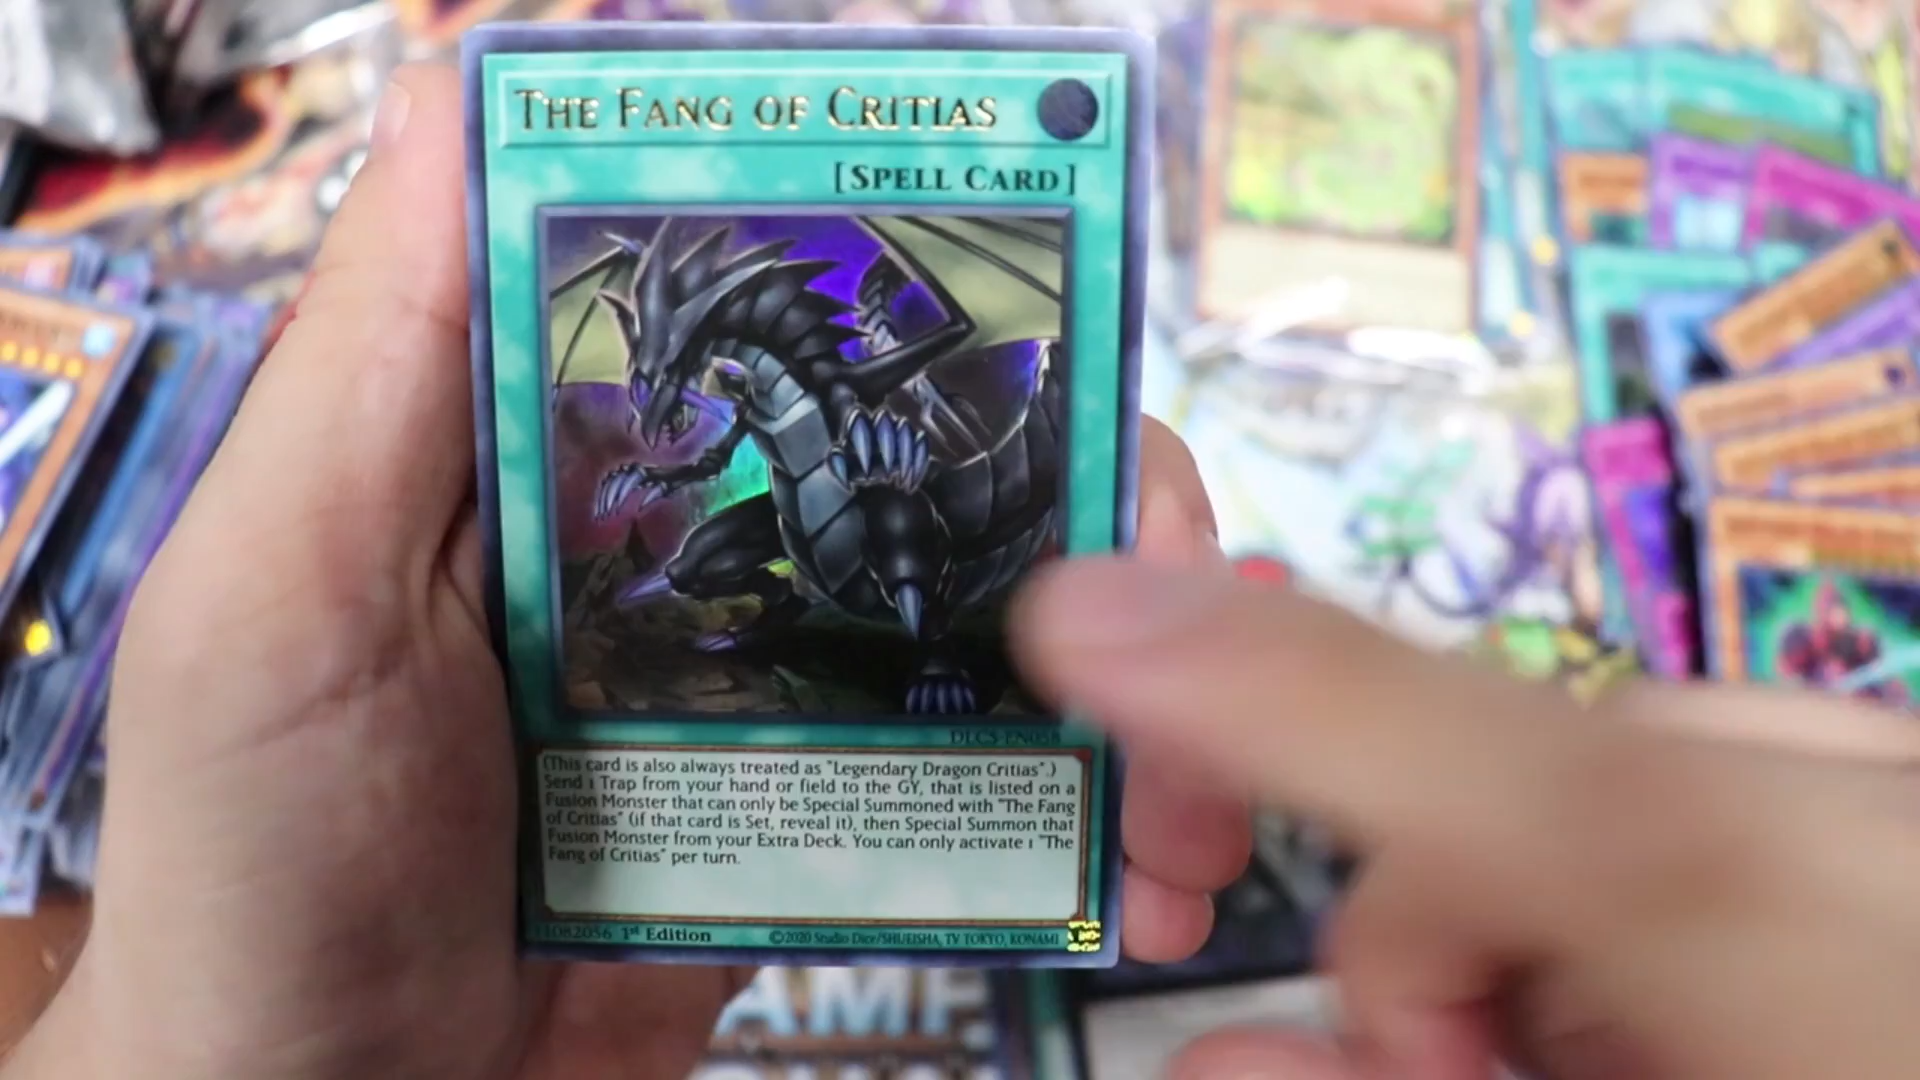 THE FANG OF CRITIAS
[SPELL CARD]
DLCS-EN058
(This card is also always treated as "Legendary Dragon Critias".)
Send 1 Trap from your hand or field to the GY, that is listed on a
Fusion Monster that can only be Special Summoned with "The Fang
of Critias" (if that card is Set, reveal it), then Special Summon that
Fusion Monster from your Extra Deck. You can only activate 1 "The
Fang of Critias" per turn.
11082056 1st Edition
©2020 Studio Dice/SHUEISHA, TV TOKYO, KONAMI